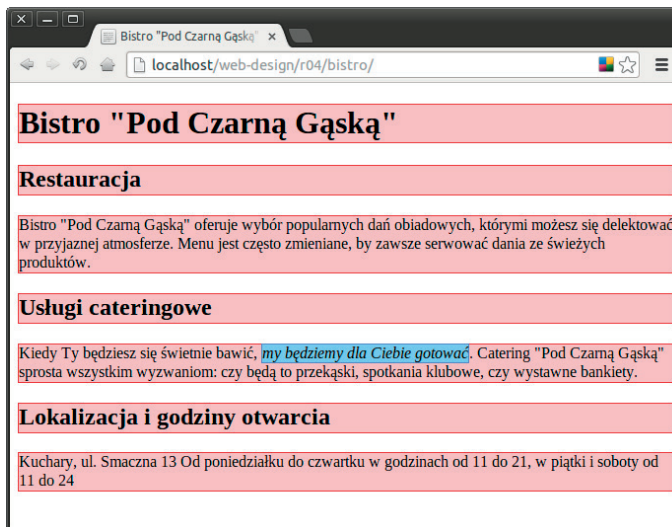 Bistro "Pod Czarną Gąską"
localhost/web-design/r04/bistro/
Bistro "Pod Czarną Gąską"
Restauracja
Bistro "Pod Czarną Gąską" oferuje wybór popularnych dań obiadowych, którymi możesz się delektować
w przyjaznej atmosferze. Menu jest często zmieniane, by zawsze serwować dania ze świeżych
produktów.
Usługi cateringowe
Kiedy Ty będziesz się świetnie bawić, my będziemy dla Ciebie gotować. Catering "Pod Czarną Gąską"
sprosta wszystkim wyzwaniom: czy będą to przekąski, spotkania klubowe, czy wystawne bankiety.
Lokalizacja i godziny otwarcia
Kuchary, ul. Smaczna 13 Od poniedziałku do czwartku w godzinach od 11 do 21, w piątki i soboty od
11 do 24